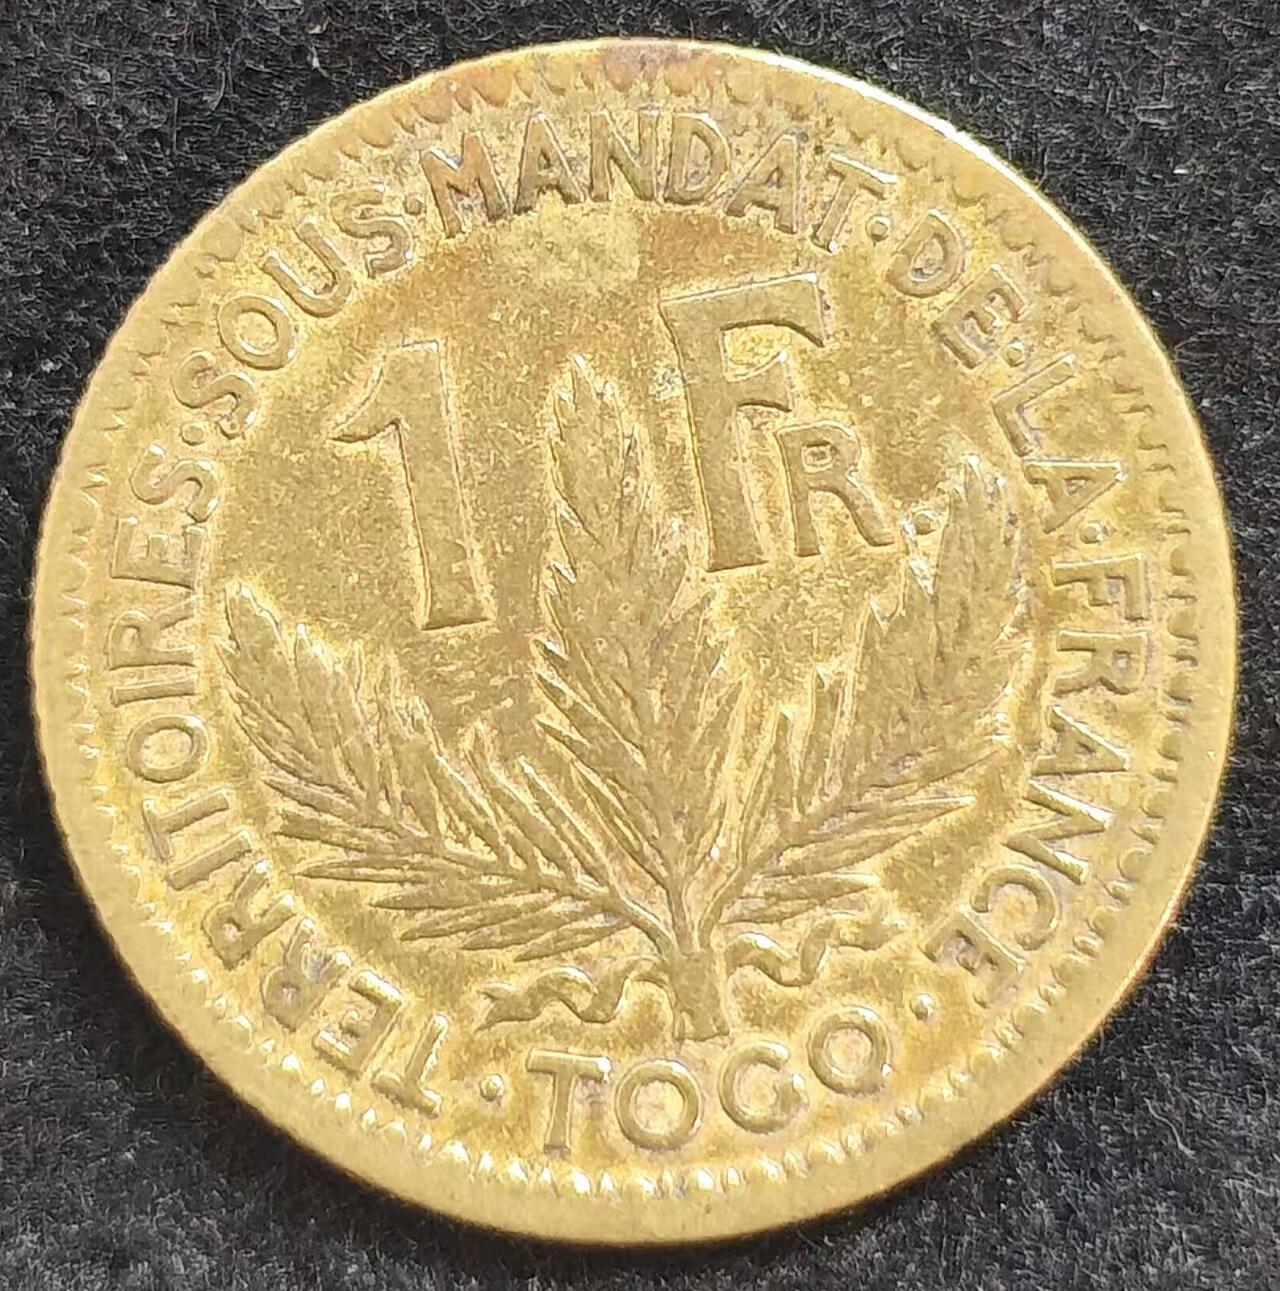 TERRITOIRES·SOUS·MANDAT·DE·LA·FRANCE
1 FR.
·TOGO·